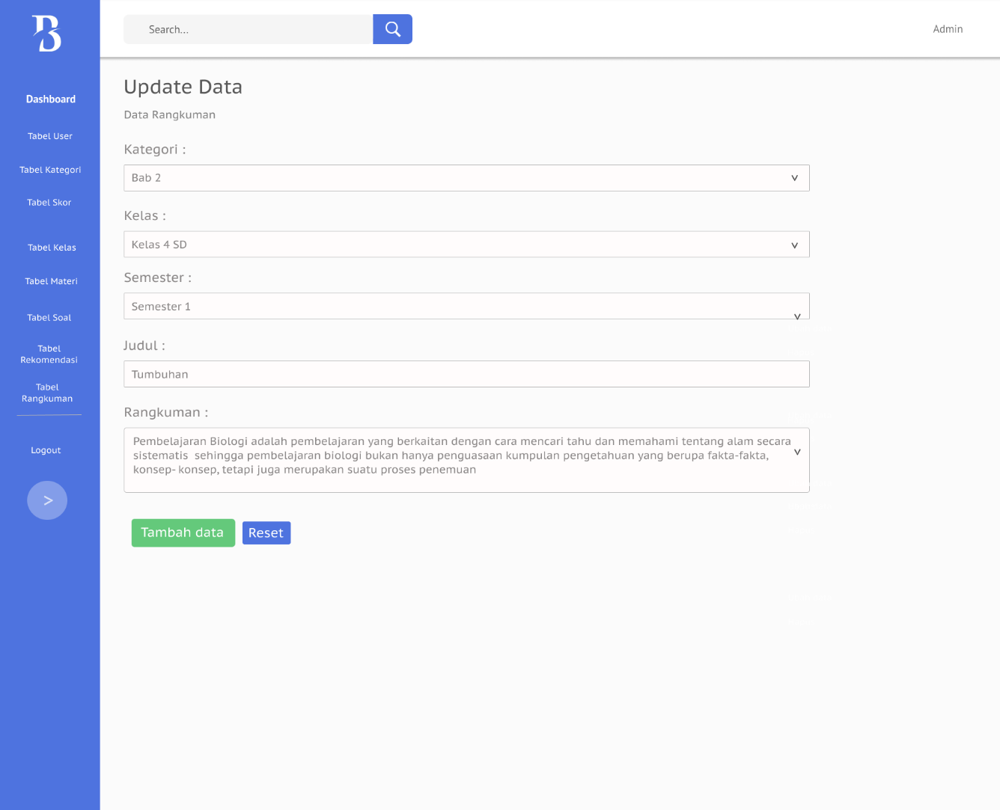 B
Search...
Admin
Dashboard
Tabel User
Tabel Kategori
Tabel Skor
Tabel Kelas
Tabel Materi
Tabel Soal
Tabel
Rekomendasi
Tabel
Rangkuman
Logout
>
Update Data
Data Rangkuman
Kategori :
Bab 2
Kelas :
Kelas 4 SD
Semester :
Semester 1
Judul :
Tumbuhan
Rangkuman :
Pembelajaran Biologi adalah pembelajaran yang berkaitan dengan cara mencari tahu dan memahami tentang alam secara
sistematis  sehingga pembelajaran biologi bukan hanya penguasaan kumpulan pengetahuan yang berupa fakta-fakta,
konsep- konsep, tetapi juga merupakan suatu proses penemuan
Tambah data
Reset